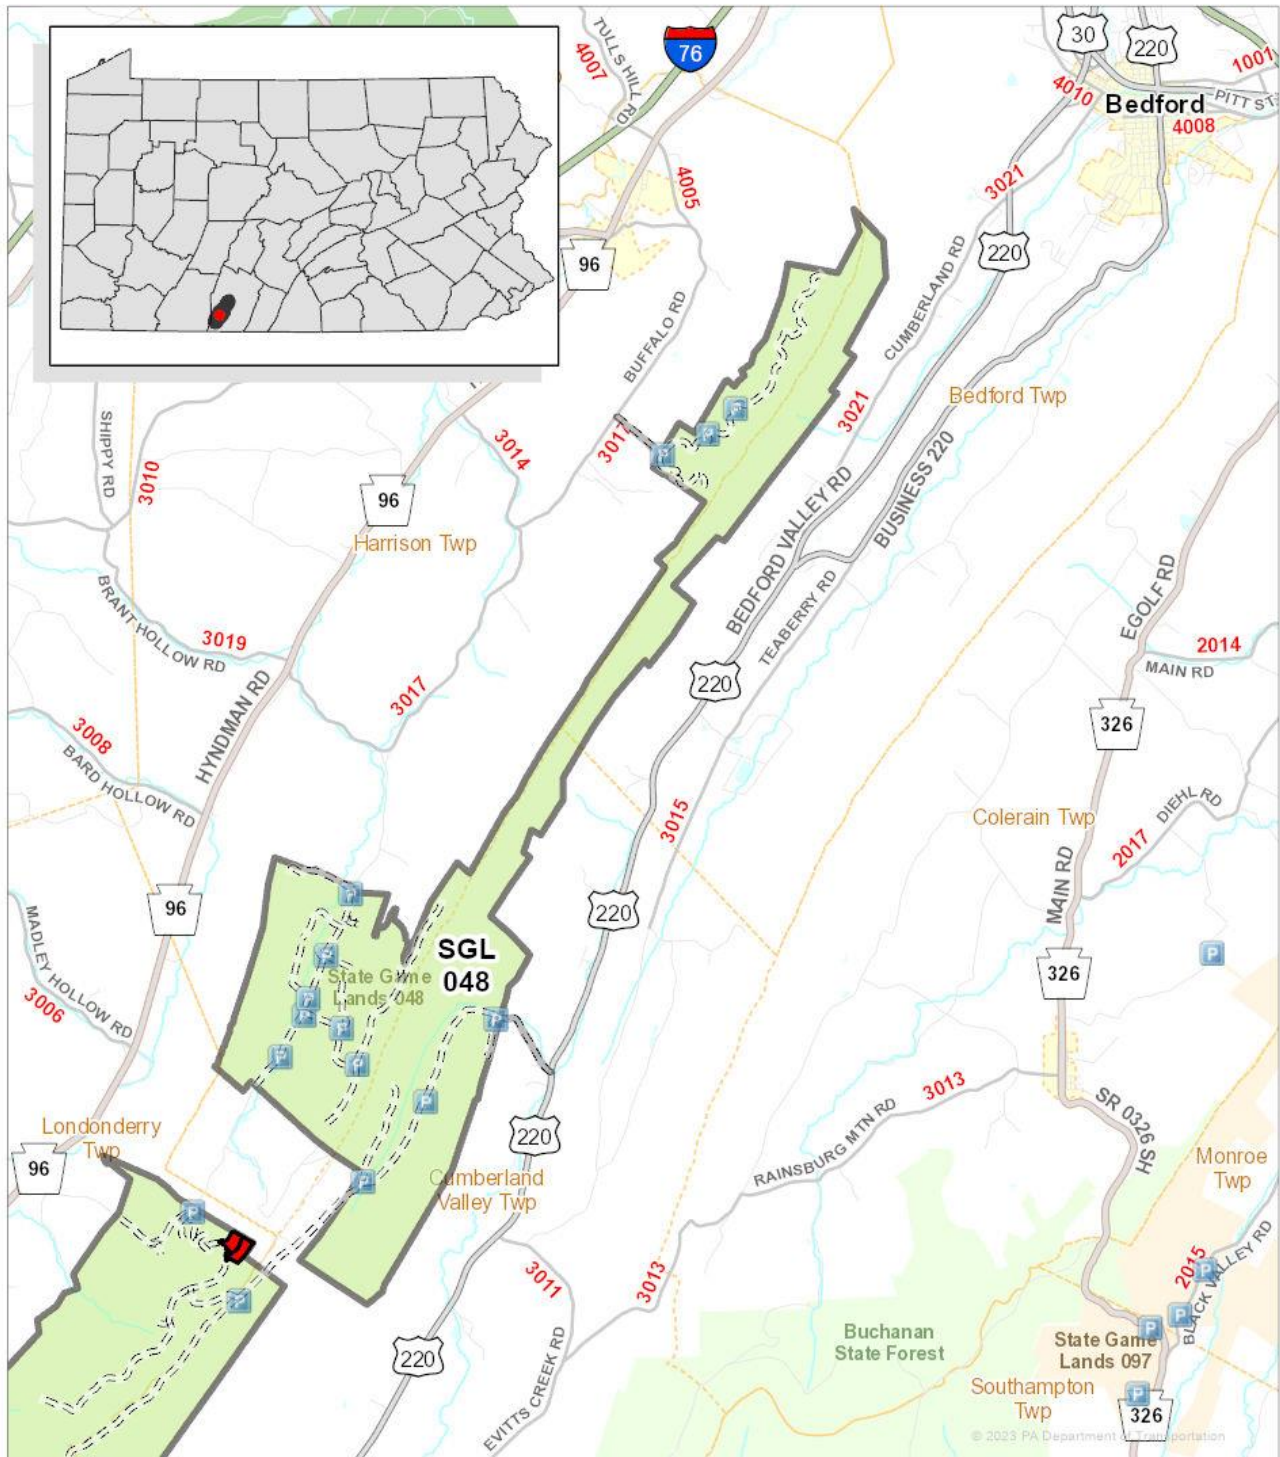 TULLS HILL RD
4007
76
30
220
1001
4010
Bedford
PITT ST
4008
4005
3021
96
220
CUMBERLAND RD
BUFFALO RD
Bedford Twp
3021
SHIPPY RD
3010
3014
3017
96
Harrison Twp
BEDFORD VALLEY RD
BUSINESS 220
TEABERRY RD
EGOLF RD
BRANT HOLLOW RD
3019
2014
MAIN RD
220
3017
HYNDMAN RD
326
3008
BARD HOLLOW RD
3015
Colerain Twp
DIEHL RD
2017
MAIN RD
96
220
MADLEY HOLLOW RD
3006
SGL
048
State Game
Lands 048
P
326
3013
RAINSBURG MTN RD
SR 0326 SH
Londonderry
Twp
96
220
Cumberland
Valley Twp
Monroe
Twp
3011
3013
2015
BLACK VALLEY RD
EVITTS CREEK RD
220
Buchanan
State Forest
State Game
Lands 097
Southampton
Twp
326
© 2023 PA Department of Transportation